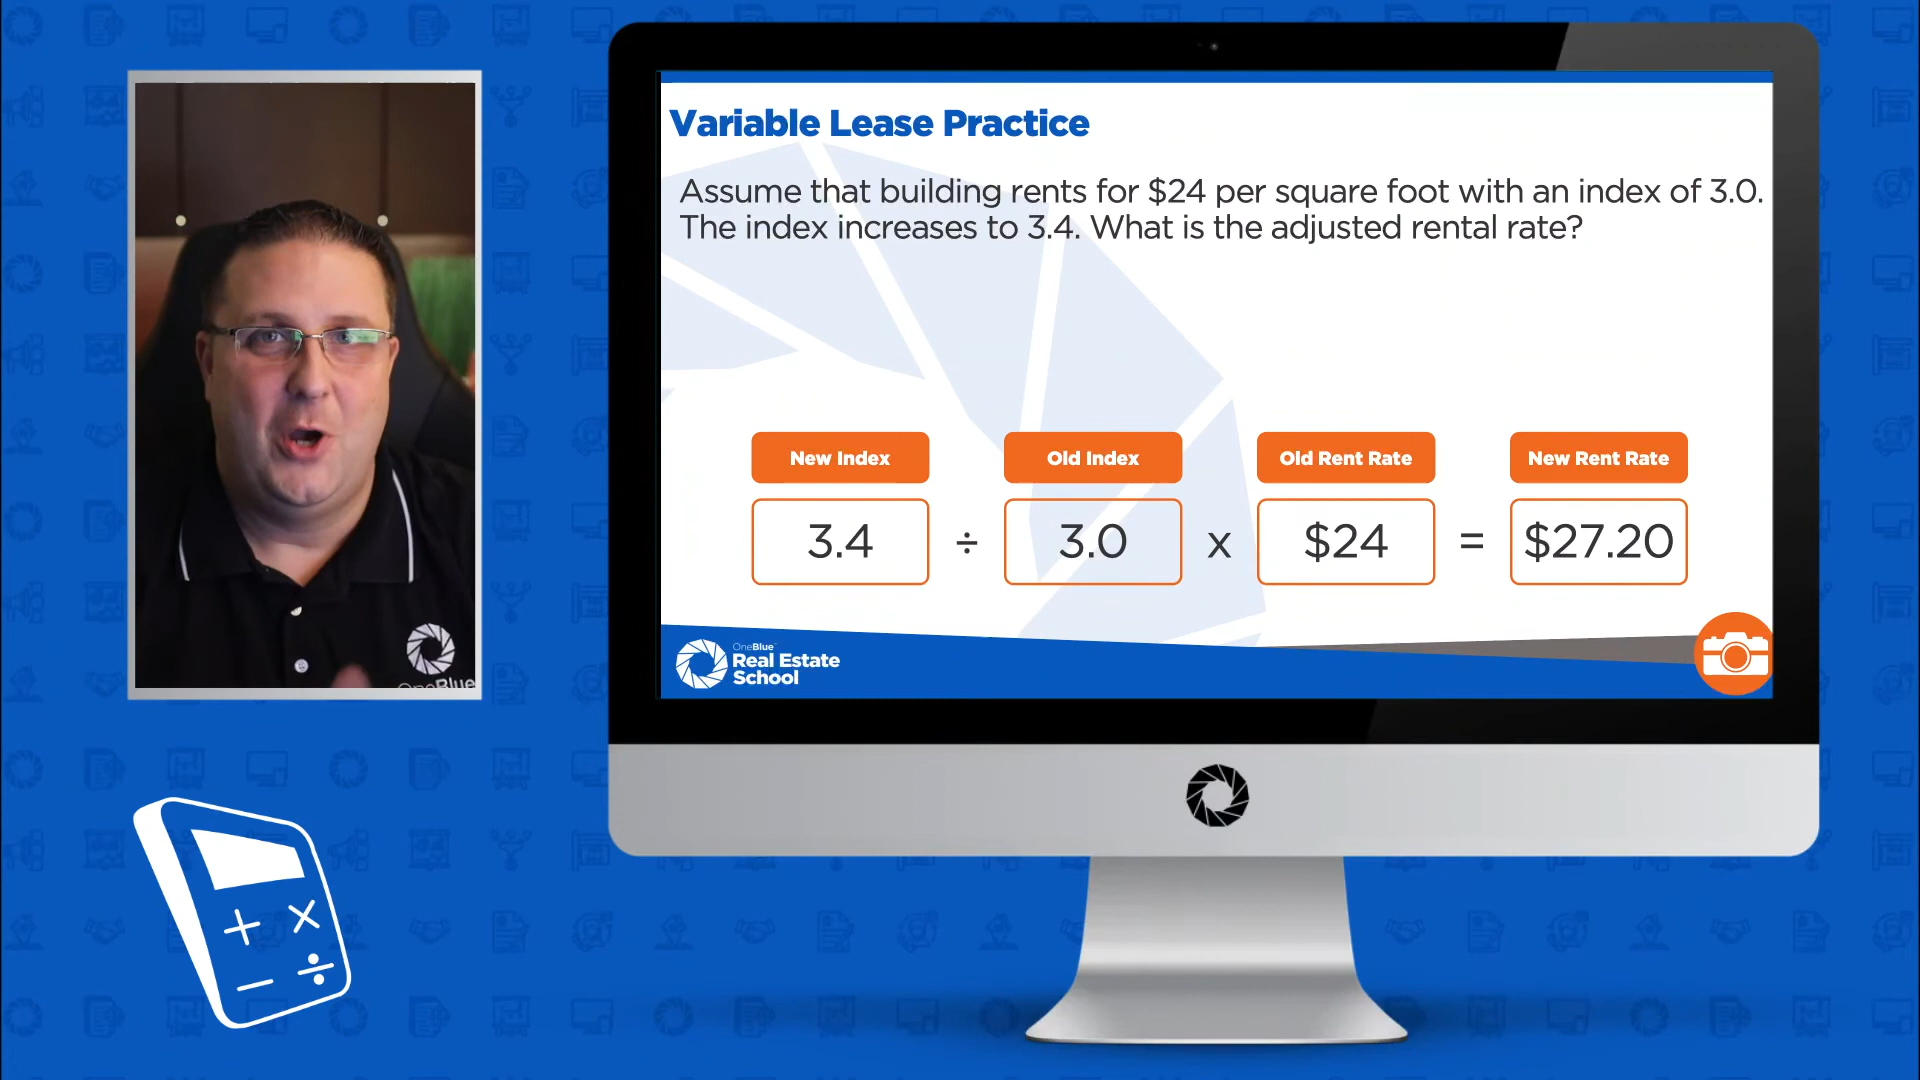 Variable Lease Practice
Assume that building rents for $24 per square foot with an index of 3.0.
The index increases to 3.4. What is the adjusted rental rate?
New Index Old Index Old Rent Rate New Rent Rate
3.4 ÷ 3.0 x $24 = $27.20
OneBlue
Real Estate
School
OneBlue
+ ×
− ÷